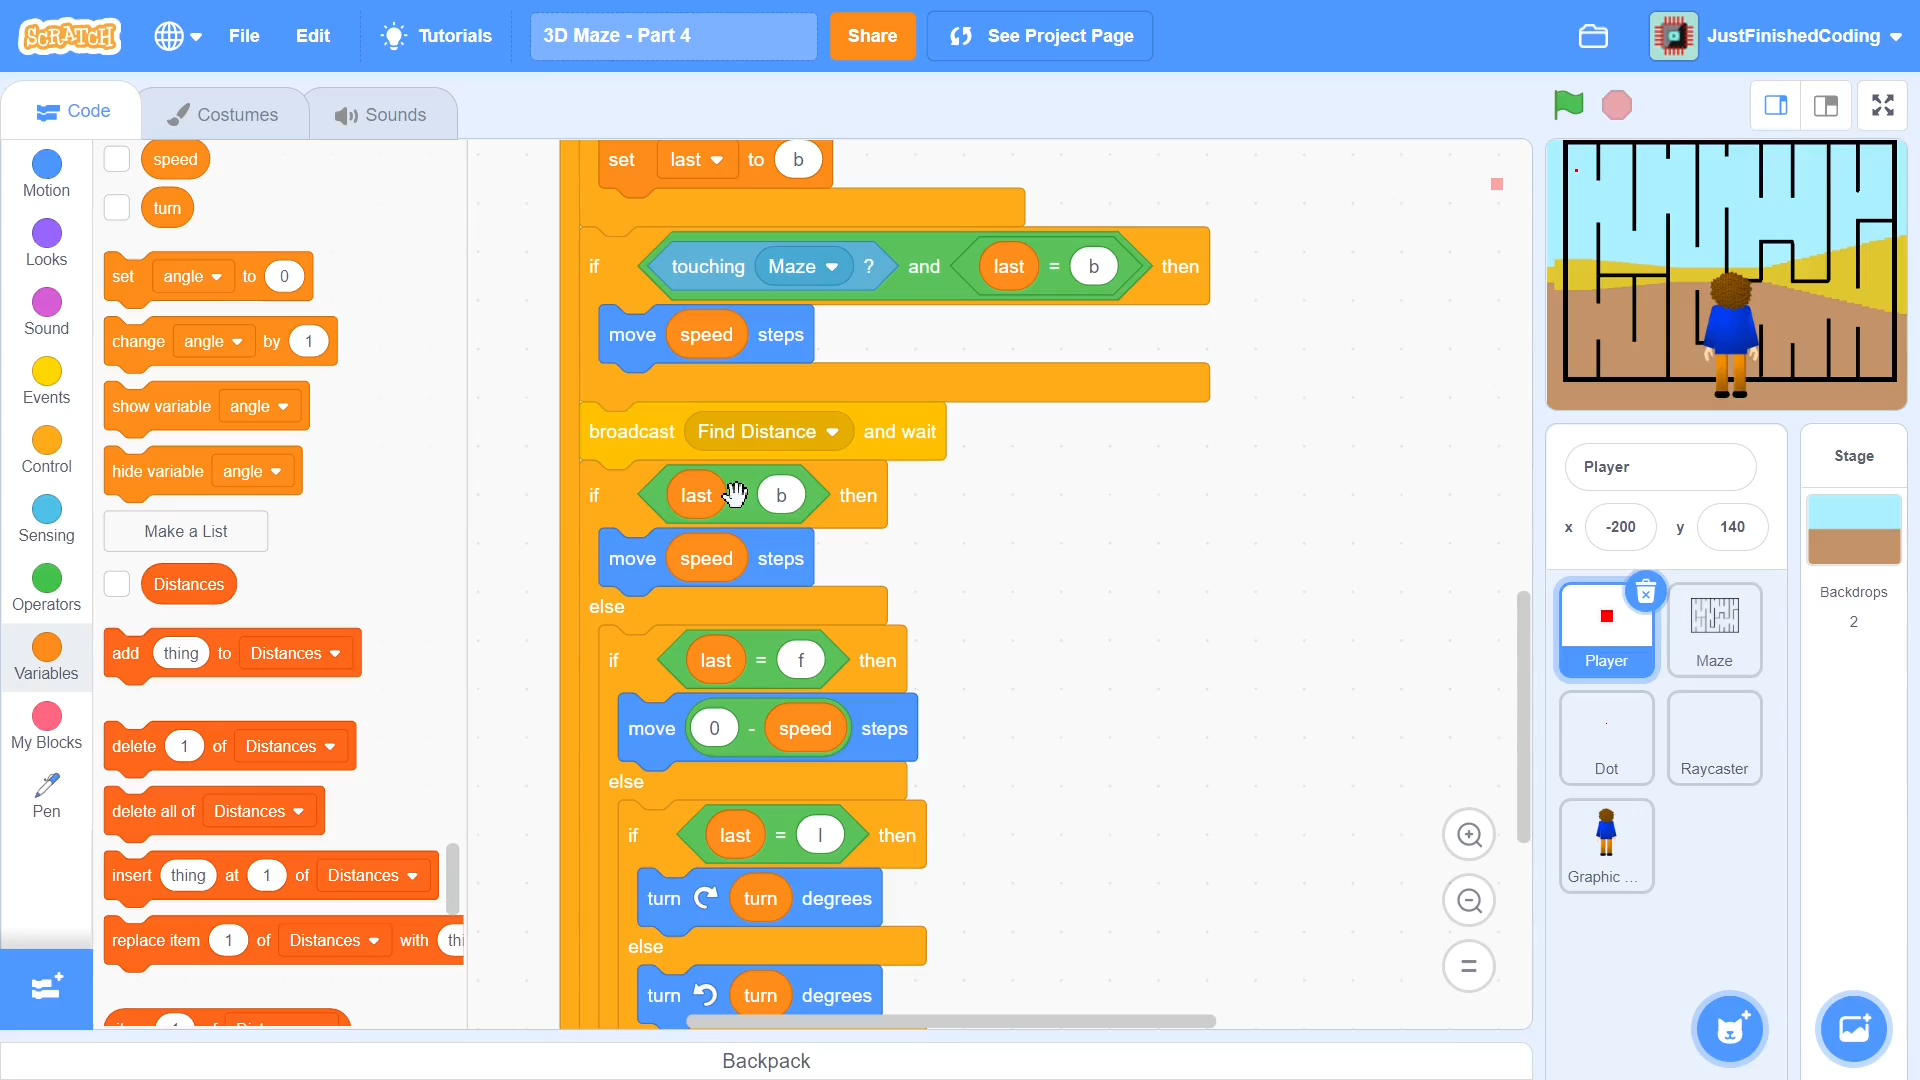 SCRATCH File Edit Tutorials 3D Maze - Part 4 Share See Project Page JustFinishedCoding
Code Costumes Sounds
Motion
Looks
Sound
Events
Control
Sensing
Operators
Variables
My Blocks
Pen
speed
turn
set angle to 0
change angle by 1
show variable angle
hide variable angle
Make a List
Distances
add thing to Distances
delete 1 of Distances
delete all of Distances
insert thing at 1 of Distances
replace item 1 of Distances with
set last to b
if touching Maze ? and last = b then
move speed steps
broadcast Find Distance and wait
if last b then
move speed steps
else
if last = f then
move 0 - speed steps
else
if last = l then
turn turn degrees
else
turn turn degrees
Backpack
Player
x -200 y 140
Player
Maze
Dot
Raycaster
Graphic ...
Stage
Backdrops
2